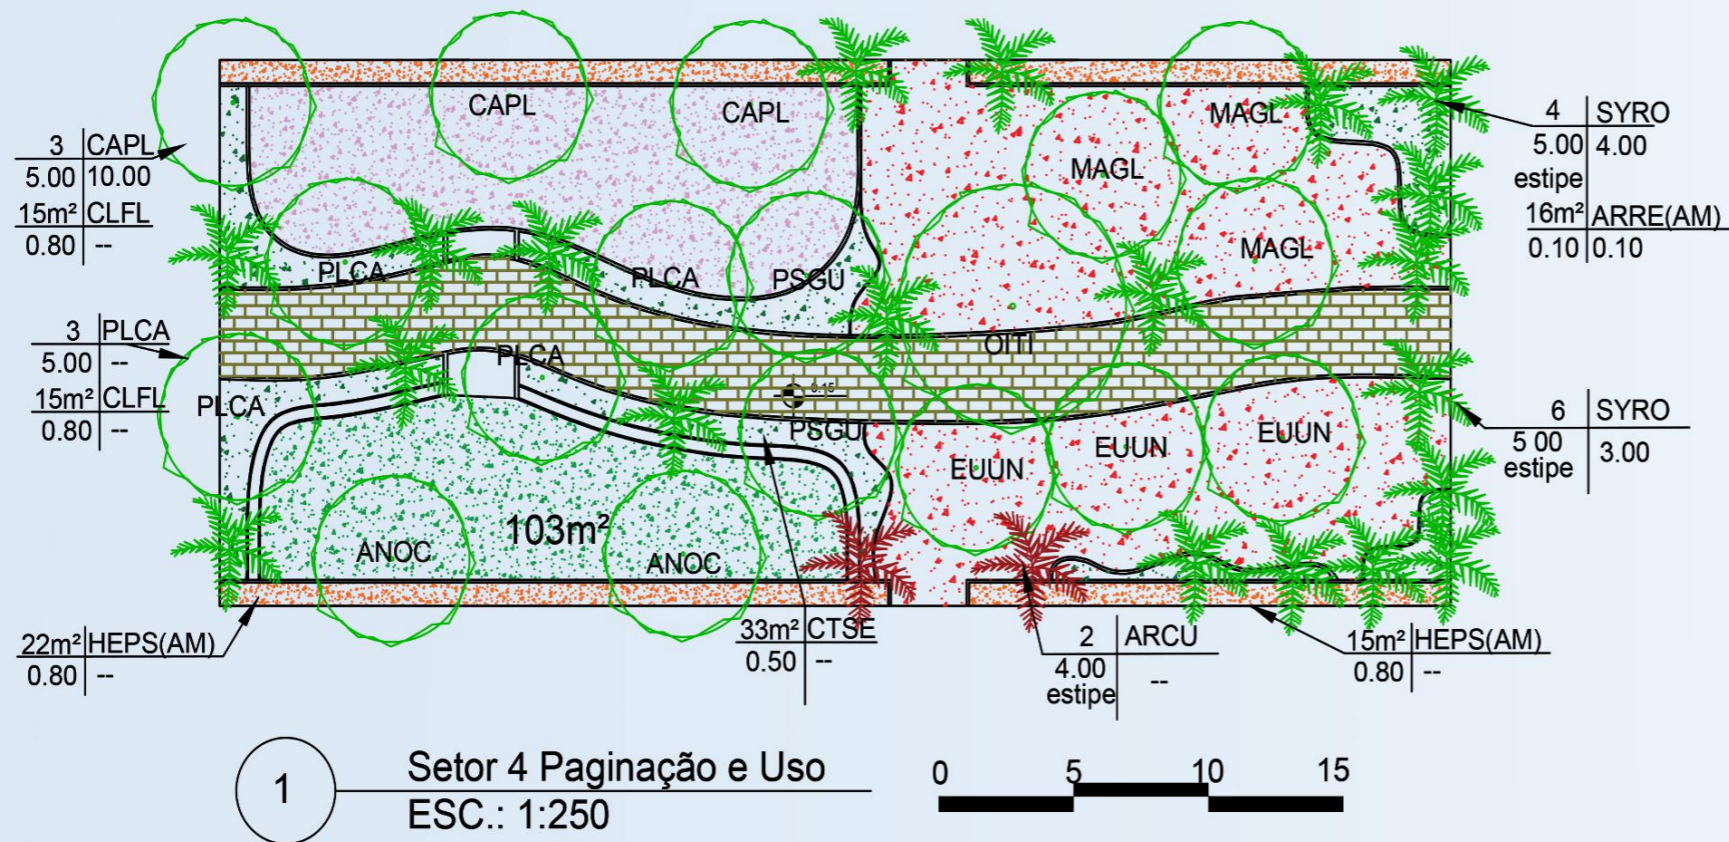 CAPL
CAPL
MAGL
MAGL
MAGL
3 CAPL
5.00 10.00
15m² CLFL
0.80 --
4 SYRO
5.00 4.00
estipe
16m² ARRE(AM)
0.10 0.10
PLCA
PLCA
PSGU
OITI
3 PLCA
5.00 --
15m² CLFL
0.80 --
PLCA
PLCA
0.15
PSGU
EUUN
EUUN
EUUN
6 SYRO
5 00 3.00
estipe
103m²
ANOC
ANOC
22m² HEPS(AM)
0.80 --
33m² CTSE
0.50 --
2 ARCU
4.00 --
estipe
15m² HEPS(AM)
0.80 --
1
Setor 4 Paginação e Uso
ESC.: 1:250
0 5 10 15